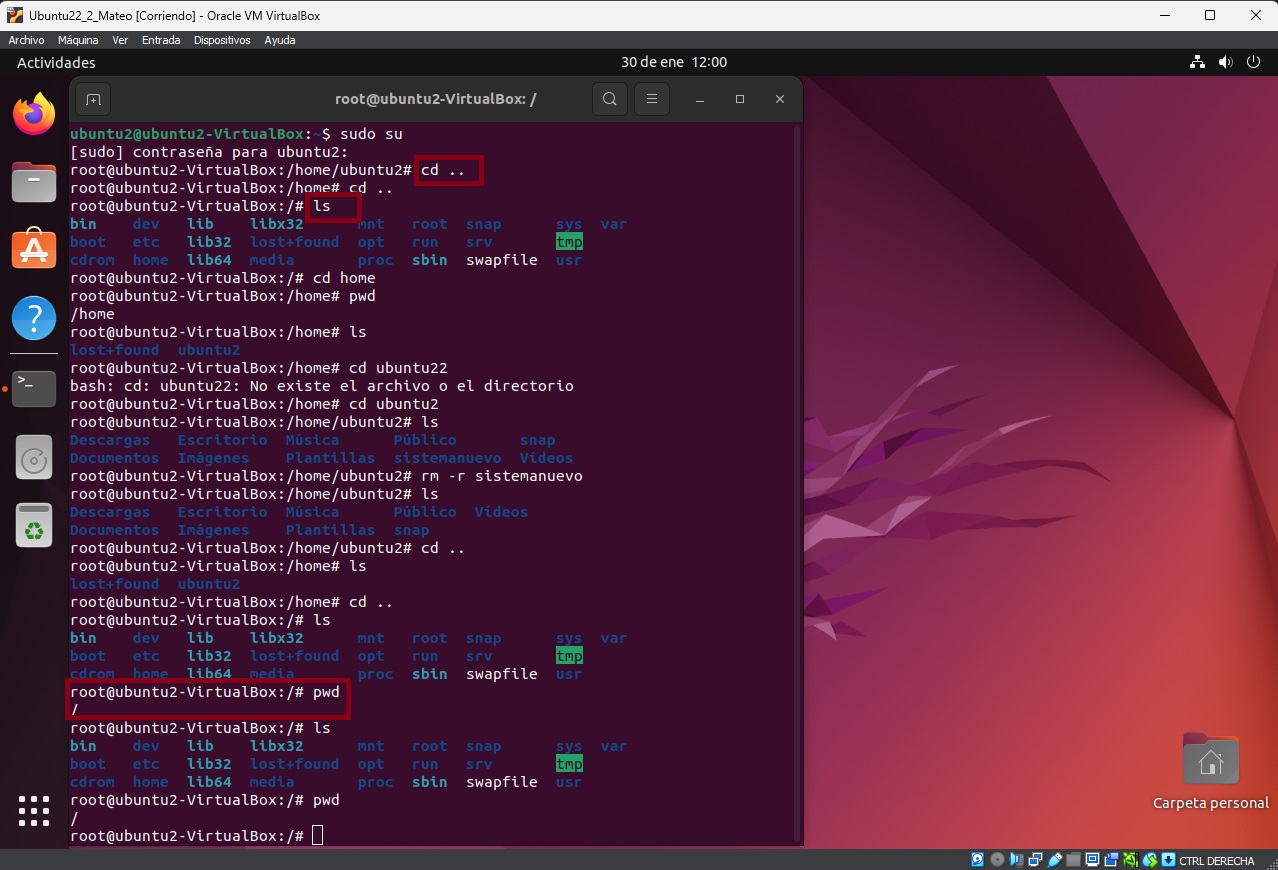 Ubuntu22_2_Mateo [Corriendo] - Oracle VM VirtualBox
Archivo Máquina Ver Entrada Dispositivos Ayuda
Actividades 30 de ene 12:00
root@ubuntu2-VirtualBox: /
ubuntu2@ubuntu2-VirtualBox:~$ sudo su
[sudo] contraseña para ubuntu2:
root@ubuntu2-VirtualBox:/home/ubuntu2# cd ..
root@ubuntu2-VirtualBox:/home# cd ..
root@ubuntu2-VirtualBox:/# ls
bin dev lib libx32 mnt root snap sys var
boot etc lib32 lost+found opt run srv tmp
cdrom home lib64 media proc sbin swapfile usr
root@ubuntu2-VirtualBox:/# cd home
root@ubuntu2-VirtualBox:/home# pwd
/home
root@ubuntu2-VirtualBox:/home# ls
lost+found ubuntu2
root@ubuntu2-VirtualBox:/home# cd ubuntu22
bash: cd: ubuntu22: No existe el archivo o el directorio
root@ubuntu2-VirtualBox:/home# cd ubuntu2
root@ubuntu2-VirtualBox:/home/ubuntu2# ls
Descargas Escritorio Música Público snap
Documentos Imágenes Plantillas sistemanuevo Vídeos
root@ubuntu2-VirtualBox:/home/ubuntu2# rm -r sistemanuevo
root@ubuntu2-VirtualBox:/home/ubuntu2# ls
Descargas Escritorio Música Público Vídeos
Documentos Imágenes Plantillas snap
root@ubuntu2-VirtualBox:/home/ubuntu2# cd ..
root@ubuntu2-VirtualBox:/home# ls
lost+found ubuntu2
root@ubuntu2-VirtualBox:/home# cd ..
root@ubuntu2-VirtualBox:/# ls
bin dev lib libx32 mnt root snap sys var
boot etc lib32 lost+found opt run srv tmp
cdrom home lib64 media proc sbin swapfile usr
root@ubuntu2-VirtualBox:/# pwd
/
root@ubuntu2-VirtualBox:/# ls
bin dev lib libx32 mnt root snap sys var
boot etc lib32 lost+found opt run srv tmp
cdrom home lib64 media proc sbin swapfile usr
root@ubuntu2-VirtualBox:/# pwd
/
root@ubuntu2-VirtualBox:/#
Carpeta personal
CTRL DERECHA